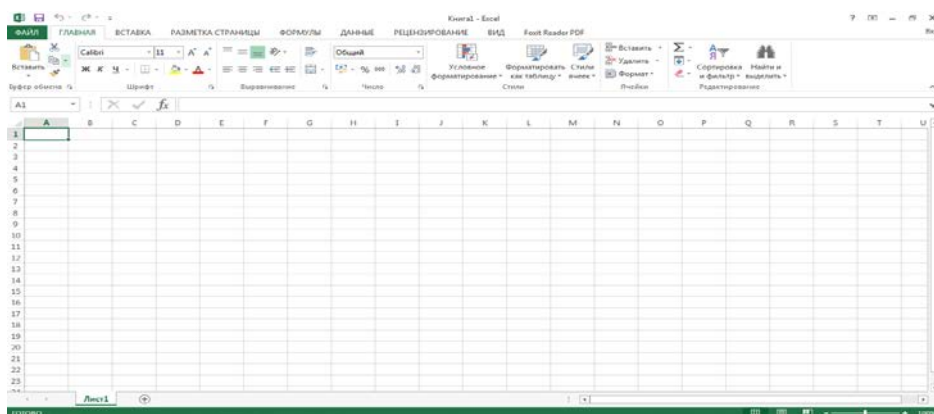 Книга1 - Excel
ФАЙЛ ГЛАВНАЯ ВСТАВКА РАЗМЕТКА СТРАНИЦЫ ФОРМУЛЫ ДАННЫЕ РЕЦЕНЗИРОВАНИЕ ВИД Foxit Reader PDF
Calibri 11 Общий Вставить Σ
Вставить Ж К Ч % 000 Условное Форматировать Стили Удалить Сортировка Найти и
форматирование как таблицу ячеек Формат и фильтр выделить
Буфер обмена Шрифт Выравнивание Число Стили Ячейки Редактирование
A1 fx
A B C D E F G H I J K L M N O P Q R S T U
1
2
3
4
5
6
7
8
9
10
11
12
13
14
15
16
17
18
19
20
21
22
23
Лист1
ГОТОВО